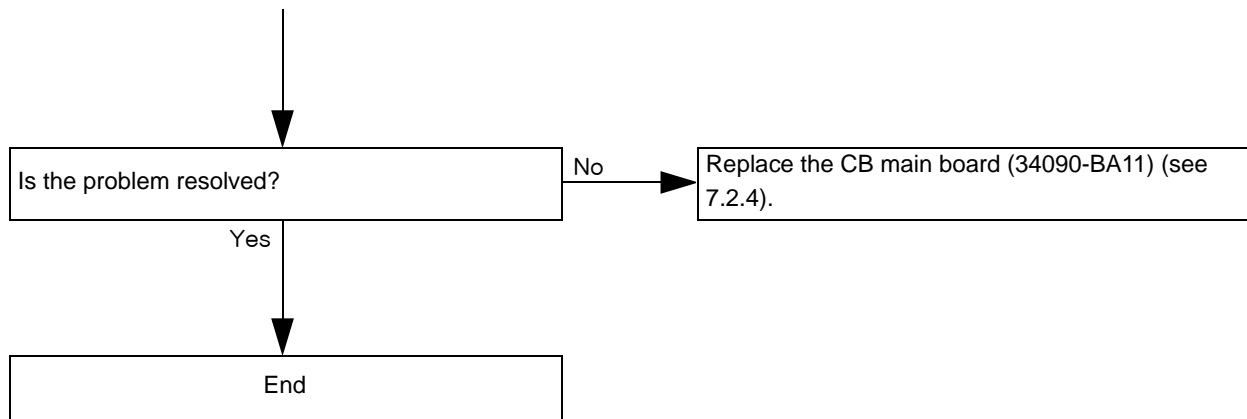 Is the problem resolved?
No
Replace the CB main board (34090-BA11) (see
7.2.4).
Yes
End